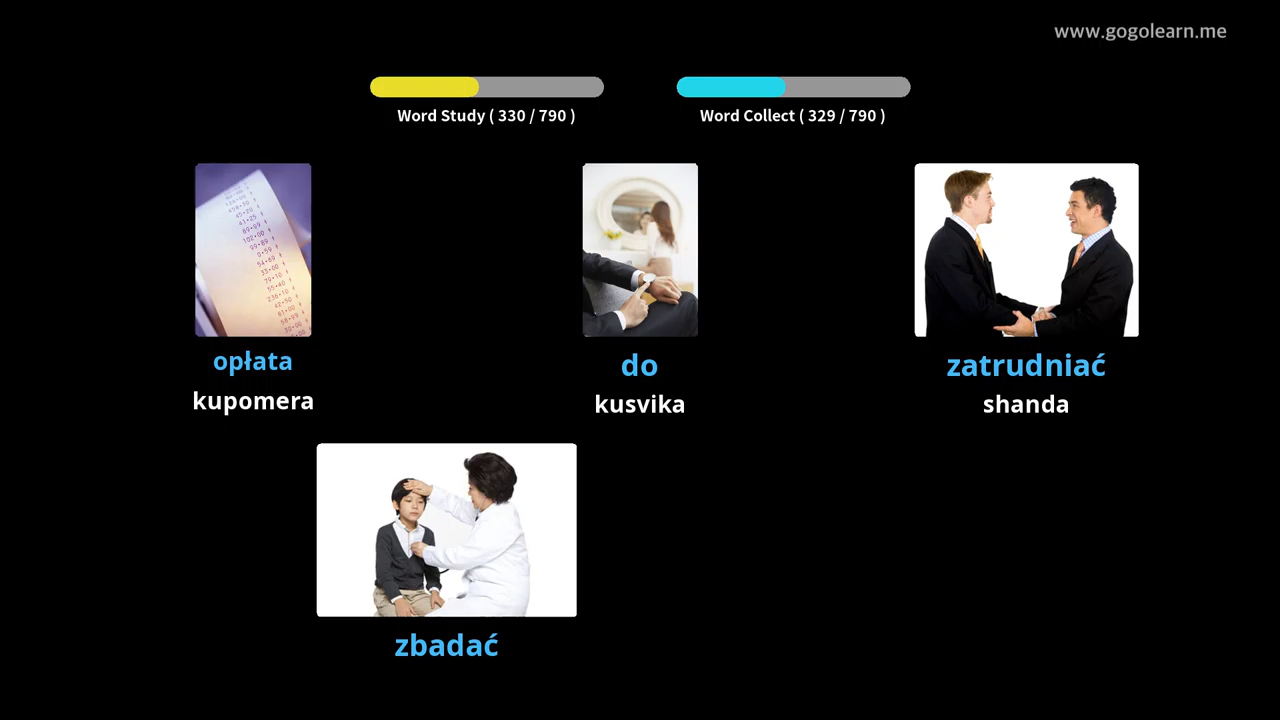 www.gogolearn.me
Word Study ( 330 / 790 )
Word Collect ( 329 / 790 )
opłata
do
zatrudniać
kupomera
kusvika
shanda
zbadać